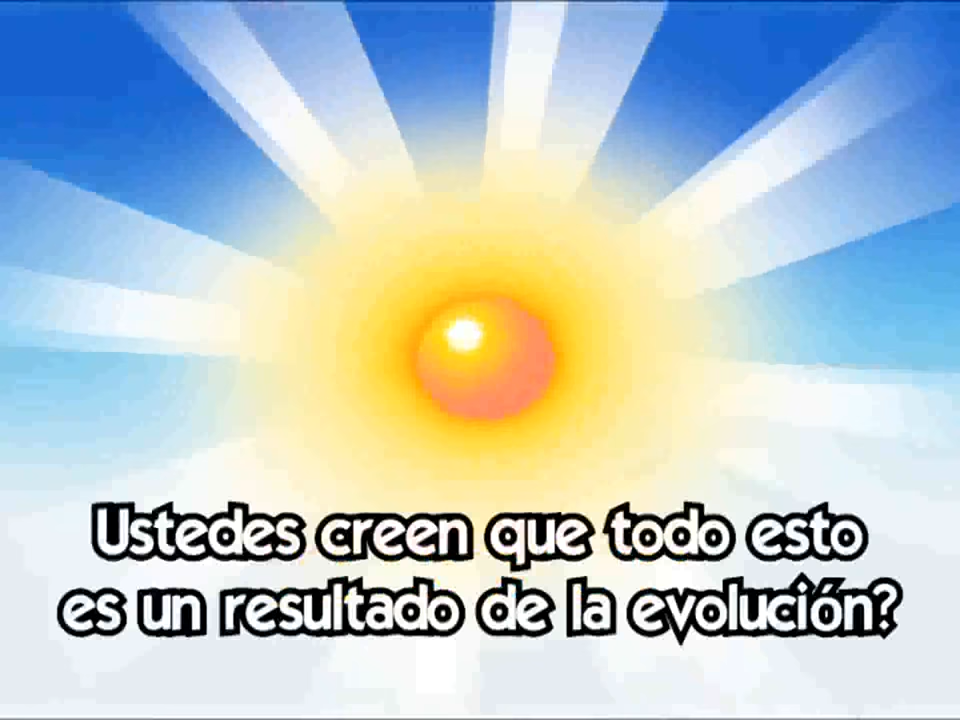 Ustedes creen que todo esto
es un resultado de la evolución?